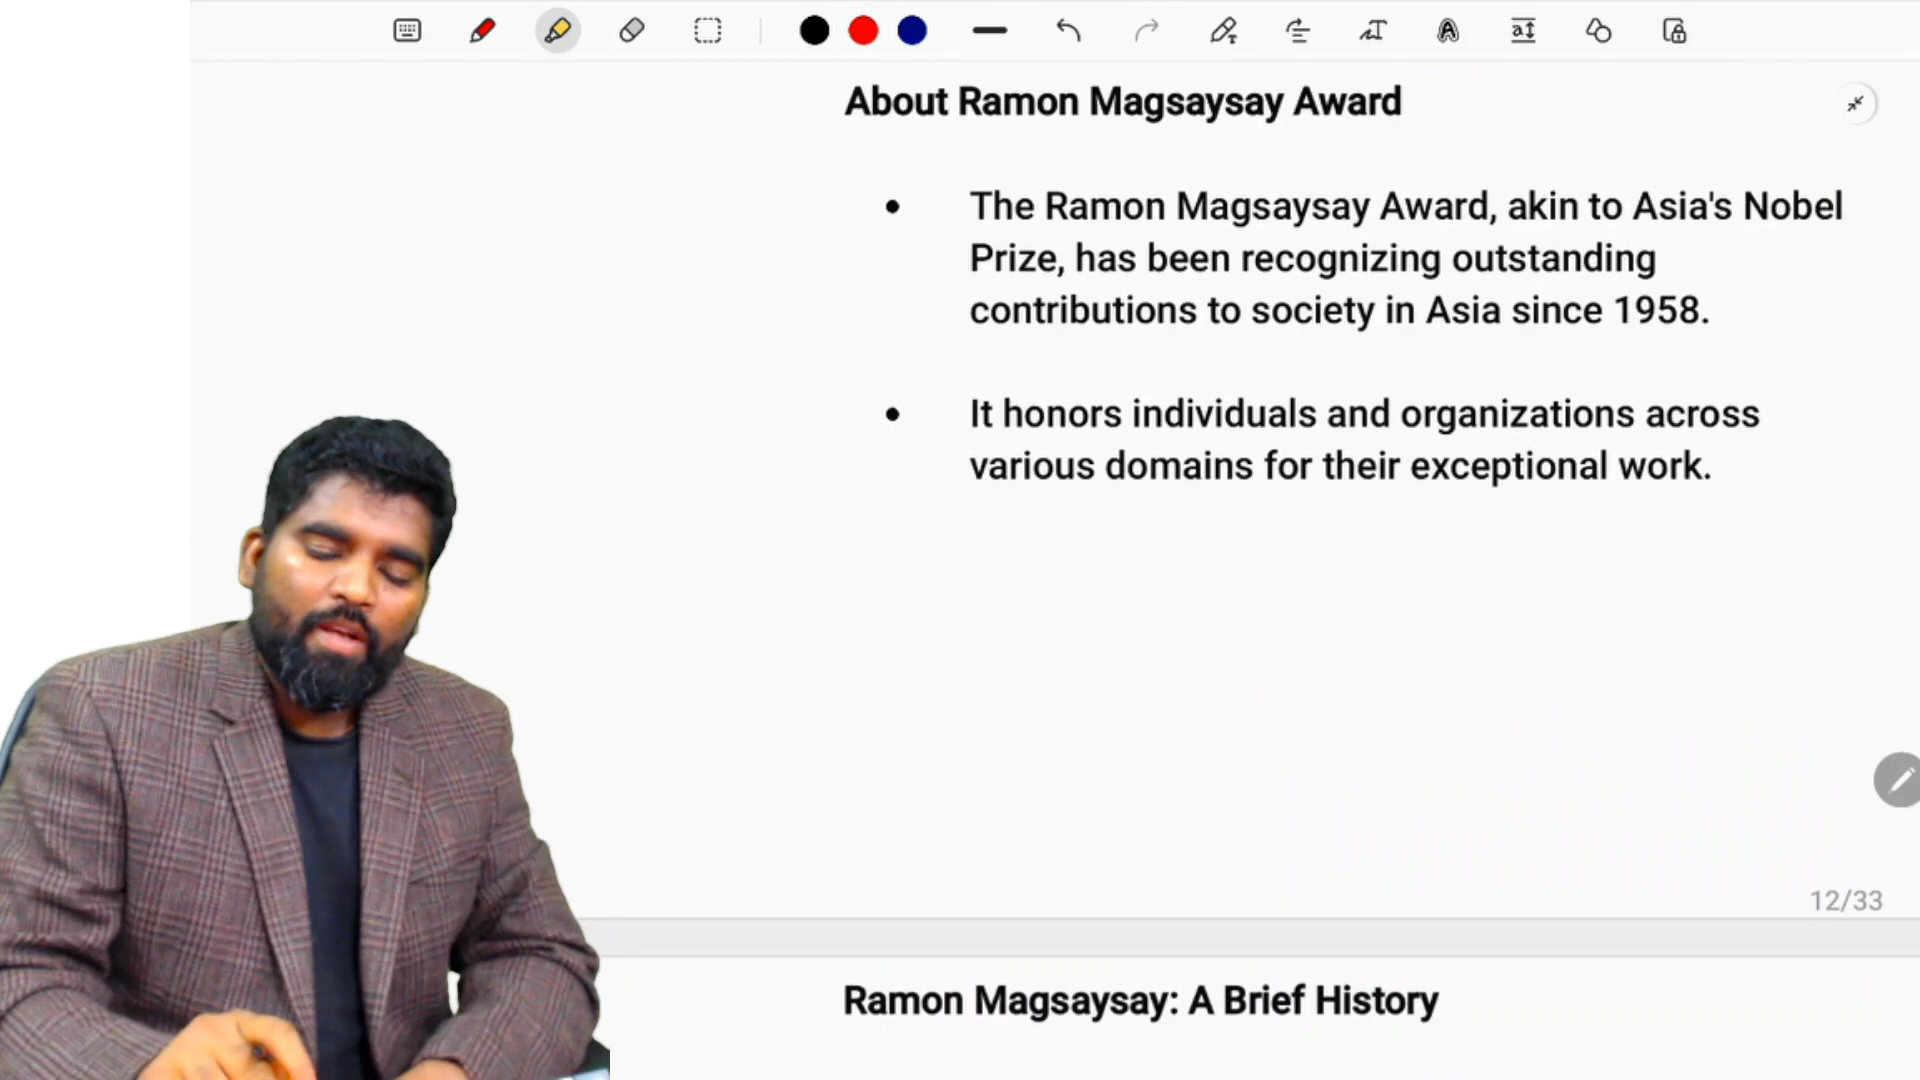 About Ramon Magsaysay Award
• The Ramon Magsaysay Award, akin to Asia's Nobel
Prize, has been recognizing outstanding
contributions to society in Asia since 1958.
• It honors individuals and organizations across
various domains for their exceptional work.
12/33
Ramon Magsaysay: A Brief History